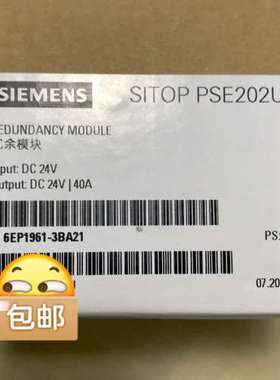 SIEMENS
SITOP PSE202U
EDUNDANCY MODULE
余模块
put: DC 24V
utput: DC 24V | 40A
6EP1961-3BA21
PS
07.20
包邮